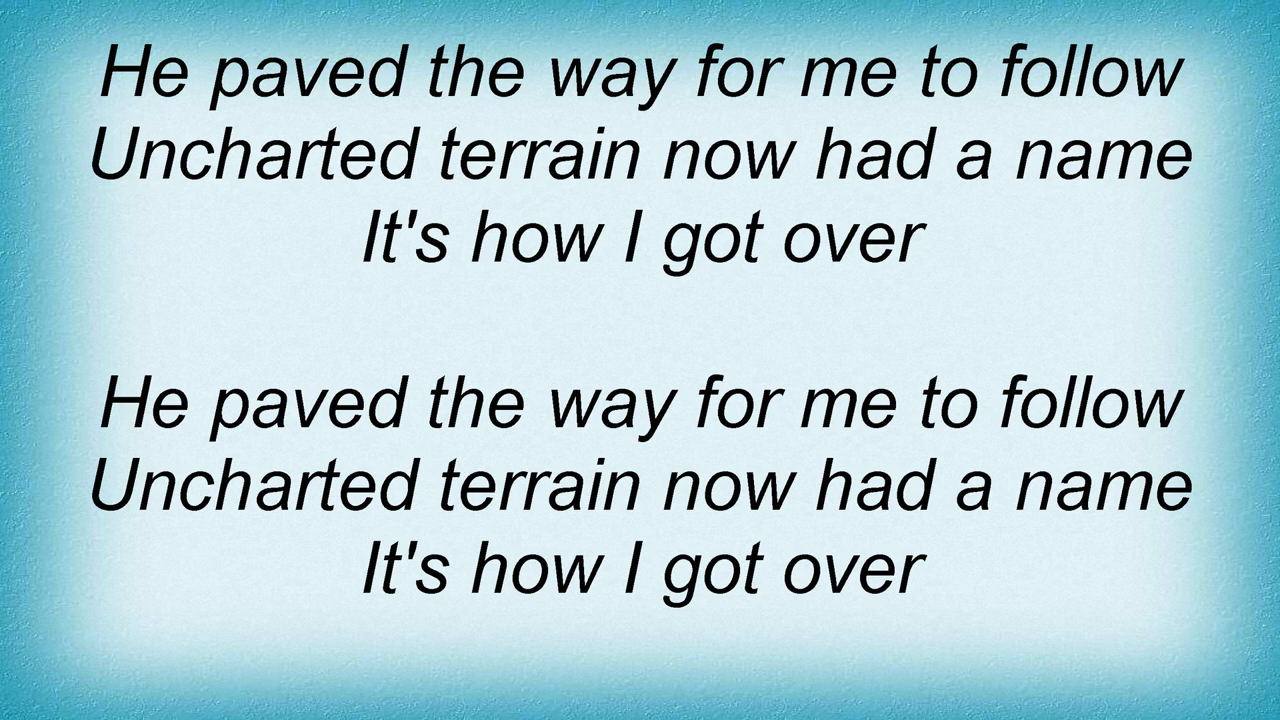 He paved the way for me to follow
Uncharted terrain now had a name
It's how I got over
He paved the way for me to follow
Uncharted terrain now had a name
It's how I got over